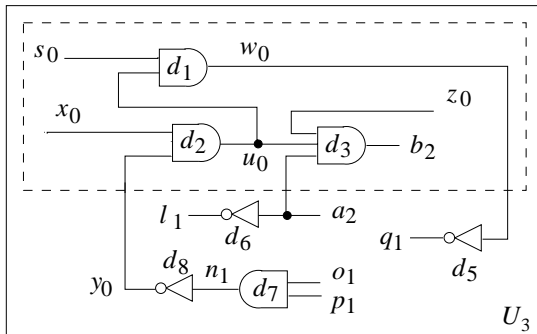 s0 d1 w0
x0 d2 u0 d3 z0 b2
l1 d6 a2 q1 d5
y0 d8 n1 d7 o1 p1
U3